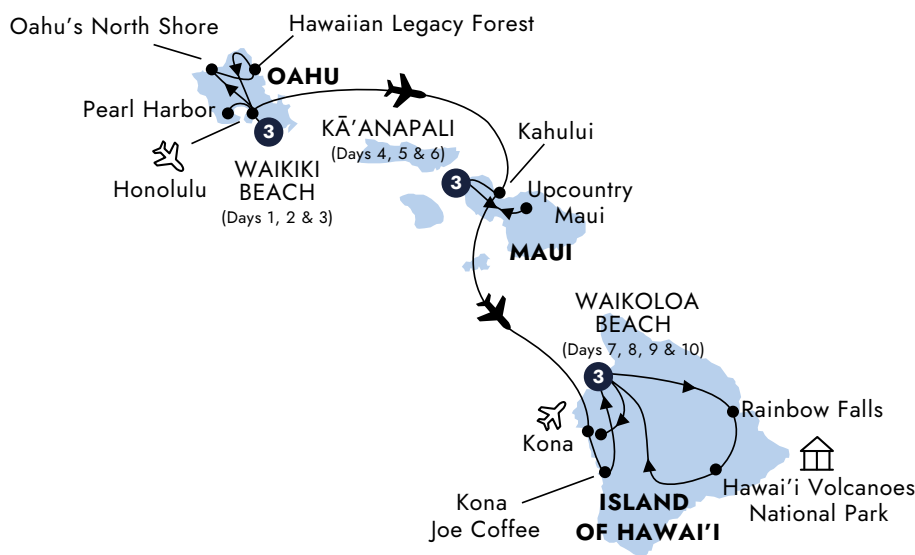 Oahu's North Shore
Hawaiian Legacy Forest
OAHU
Pearl Harbor
3
Honolulu
WAIKIKI
BEACH
(Days 1, 2 & 3)
KĀ'ANAPALI
(Days 4, 5 & 6)
3
Kahului
Upcountry
Maui
MAUI
WAIKOLOA
BEACH
(Days 7, 8, 9 & 10)
3
Rainbow Falls
Kona
Hawai'i Volcanoes
National Park
Kona
Joe Coffee
ISLAND
OF HAWAI'I